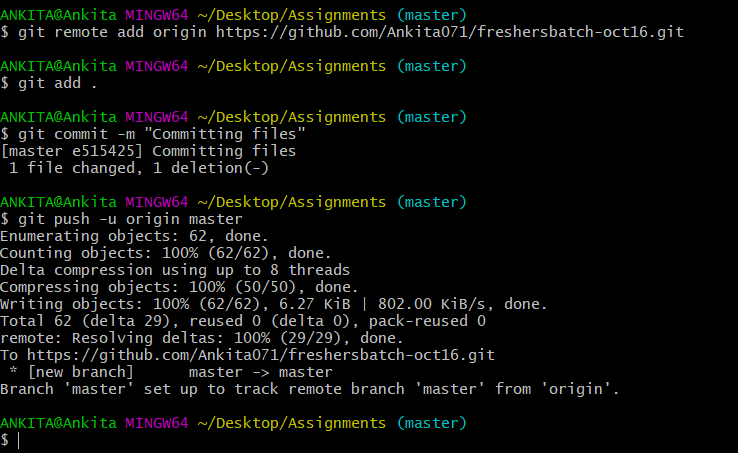 ANKITA@Ankita MINGW64 ~/Desktop/Assignments (master)
$ git remote add origin https://github.com/Ankita071/freshersbatch-oct16.git
ANKITA@Ankita MINGW64 ~/Desktop/Assignments (master)
$ git add .
ANKITA@Ankita MINGW64 ~/Desktop/Assignments (master)
$ git commit -m "Committing files"
[master e515425] Committing files
 1 file changed, 1 deletion(-)
ANKITA@Ankita MINGW64 ~/Desktop/Assignments (master)
$ git push -u origin master
Enumerating objects: 62, done.
Counting objects: 100% (62/62), done.
Delta compression using up to 8 threads
Compressing objects: 100% (50/50), done.
Writing objects: 100% (62/62), 6.27 KiB | 802.00 KiB/s, done.
Total 62 (delta 29), reused 0 (delta 0), pack-reused 0
remote: Resolving deltas: 100% (29/29), done.
To https://github.com/Ankita071/freshersbatch-oct16.git
 * [new branch]      master -> master
Branch 'master' set up to track remote branch 'master' from 'origin'.
ANKITA@Ankita MINGW64 ~/Desktop/Assignments (master)
$